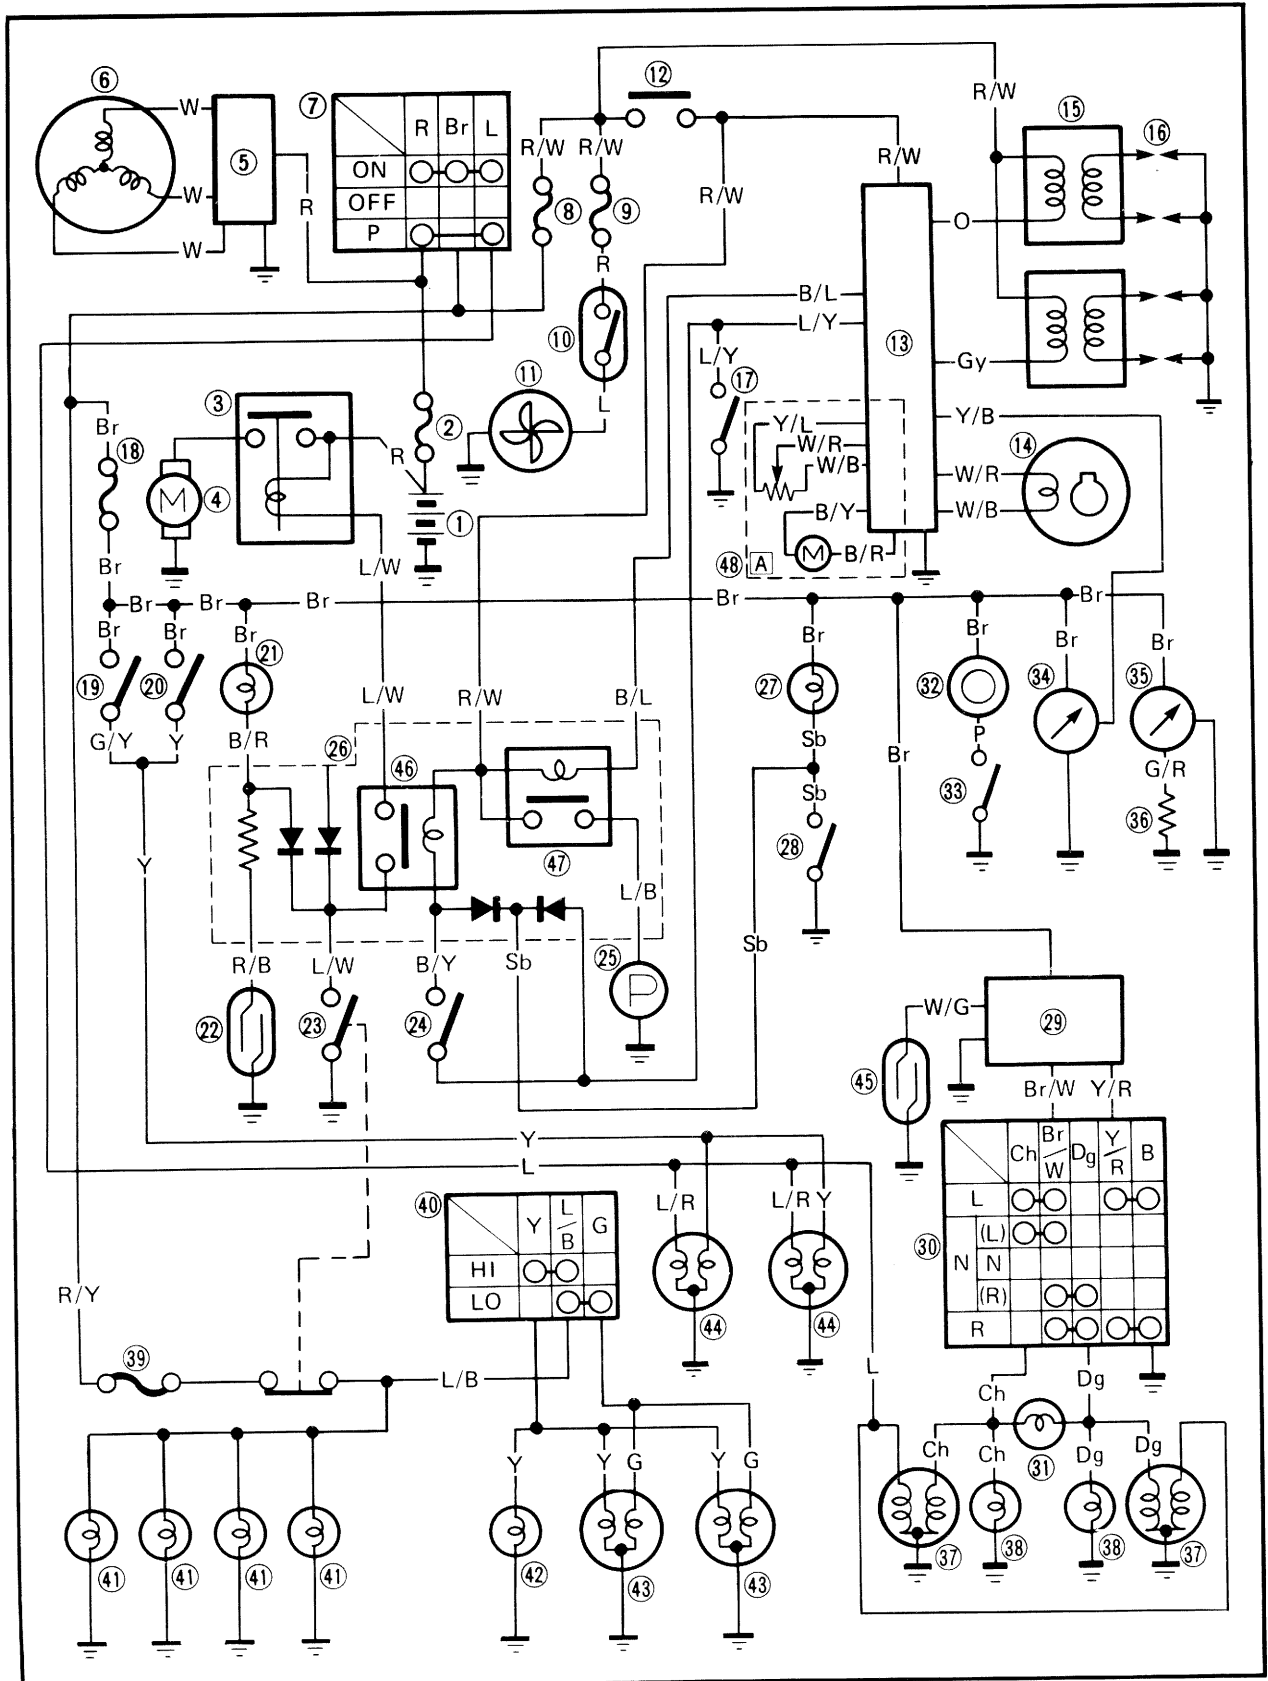 6 12
W R/W
7 15
5 R Br L 16
ON R/W R/W R/W
W R R/W
OFF 8 9
P O
W R
B/L
10 L/Y 13
11 L/Y Gy
3 L 17
Br 2 Y/L Y/B
18 R W/R 14
W/B W/R
M 4 1 B/Y W/B
M B/R
Br L/W 48 A
Br Br Br Br Br
Br Br Br Br Br Br Br
21 27 32 34 35
19 20 L/W R/W B/L
G/Y Y B/R Sb P
26 46 Br G/R
Sb 33
Y 47 28 36
L/B
R/B L/W B/Y Sb 25 Sb
P W/G 29
22 23 24
45 Br/W Y/R
Y Ch Br/W Dg Y/R B
L L
L/R L/R Y (L)
40 Y L/B G 30 N N
HI (R)
R/Y LO R
44 44
39 L/B L Ch Dg
Ch Ch 31 Dg Dg
Y Y G Y G
37 38 38 37
41 41 41 41 42 43 43